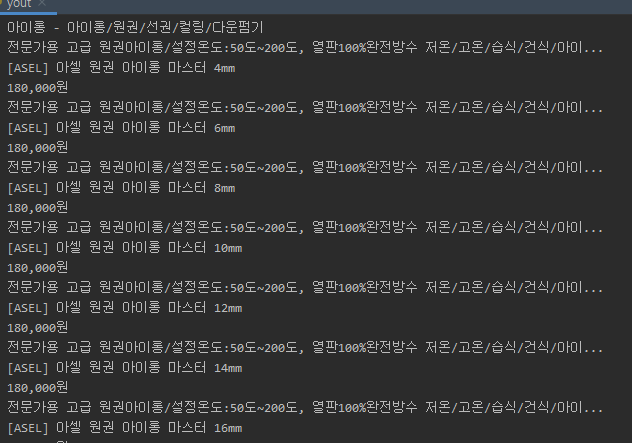 yout
아이롱 - 아이롱/원권/선권/컬링/다운펌기
전문가용 고급 원권아이롱/설정온도:50도~200도, 열판100%완전방수 저온/고온/습식/건식/아이...
[ASEL] 아셀 원권 아이롱 마스터 4mm
180,000원
전문가용 고급 원권아이롱/설정온도:50도~200도, 열판100%완전방수 저온/고온/습식/건식/아이...
[ASEL] 아셀 원권 아이롱 마스터 6mm
180,000원
전문가용 고급 원권아이롱/설정온도:50도~200도, 열판100%완전방수 저온/고온/습식/건식/아이...
[ASEL] 아셀 원권 아이롱 마스터 8mm
180,000원
전문가용 고급 원권아이롱/설정온도:50도~200도, 열판100%완전방수 저온/고온/습식/건식/아이...
[ASEL] 아셀 원권 아이롱 마스터 10mm
180,000원
전문가용 고급 원권아이롱/설정온도:50도~200도, 열판100%완전방수 저온/고온/습식/건식/아이...
[ASEL] 아셀 원권 아이롱 마스터 12mm
180,000원
전문가용 고급 원권아이롱/설정온도:50도~200도, 열판100%완전방수 저온/고온/습식/건식/아이...
[ASEL] 아셀 원권 아이롱 마스터 14mm
180,000원
전문가용 고급 원권아이롱/설정온도:50도~200도, 열판100%완전방수 저온/고온/습식/건식/아이...
[ASEL] 아셀 원권 아이롱 마스터 16mm